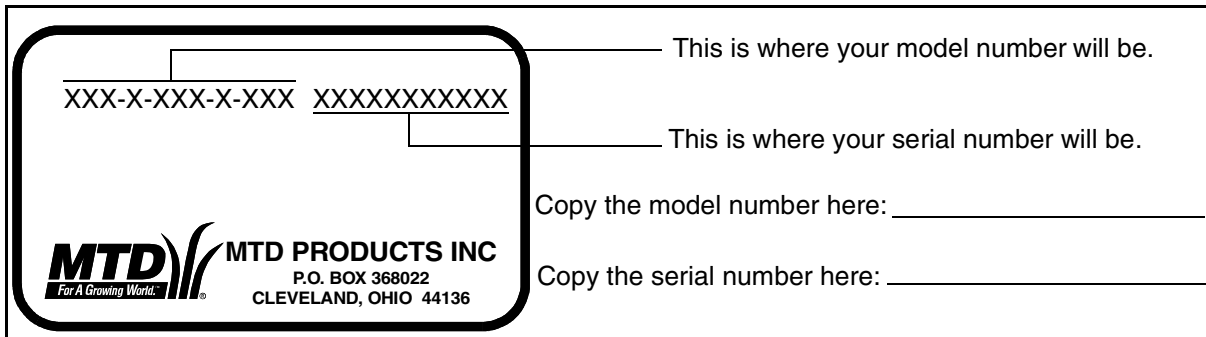 This is where your model number will be.
XXX-X-XXX-X-XXX XXXXXXXXXXX
This is where your serial number will be.
Copy the model number here:
MTD
For A Growing World.™
®
MTD PRODUCTS INC
P.O. BOX 368022
CLEVELAND, OHIO 44136
Copy the serial number here: